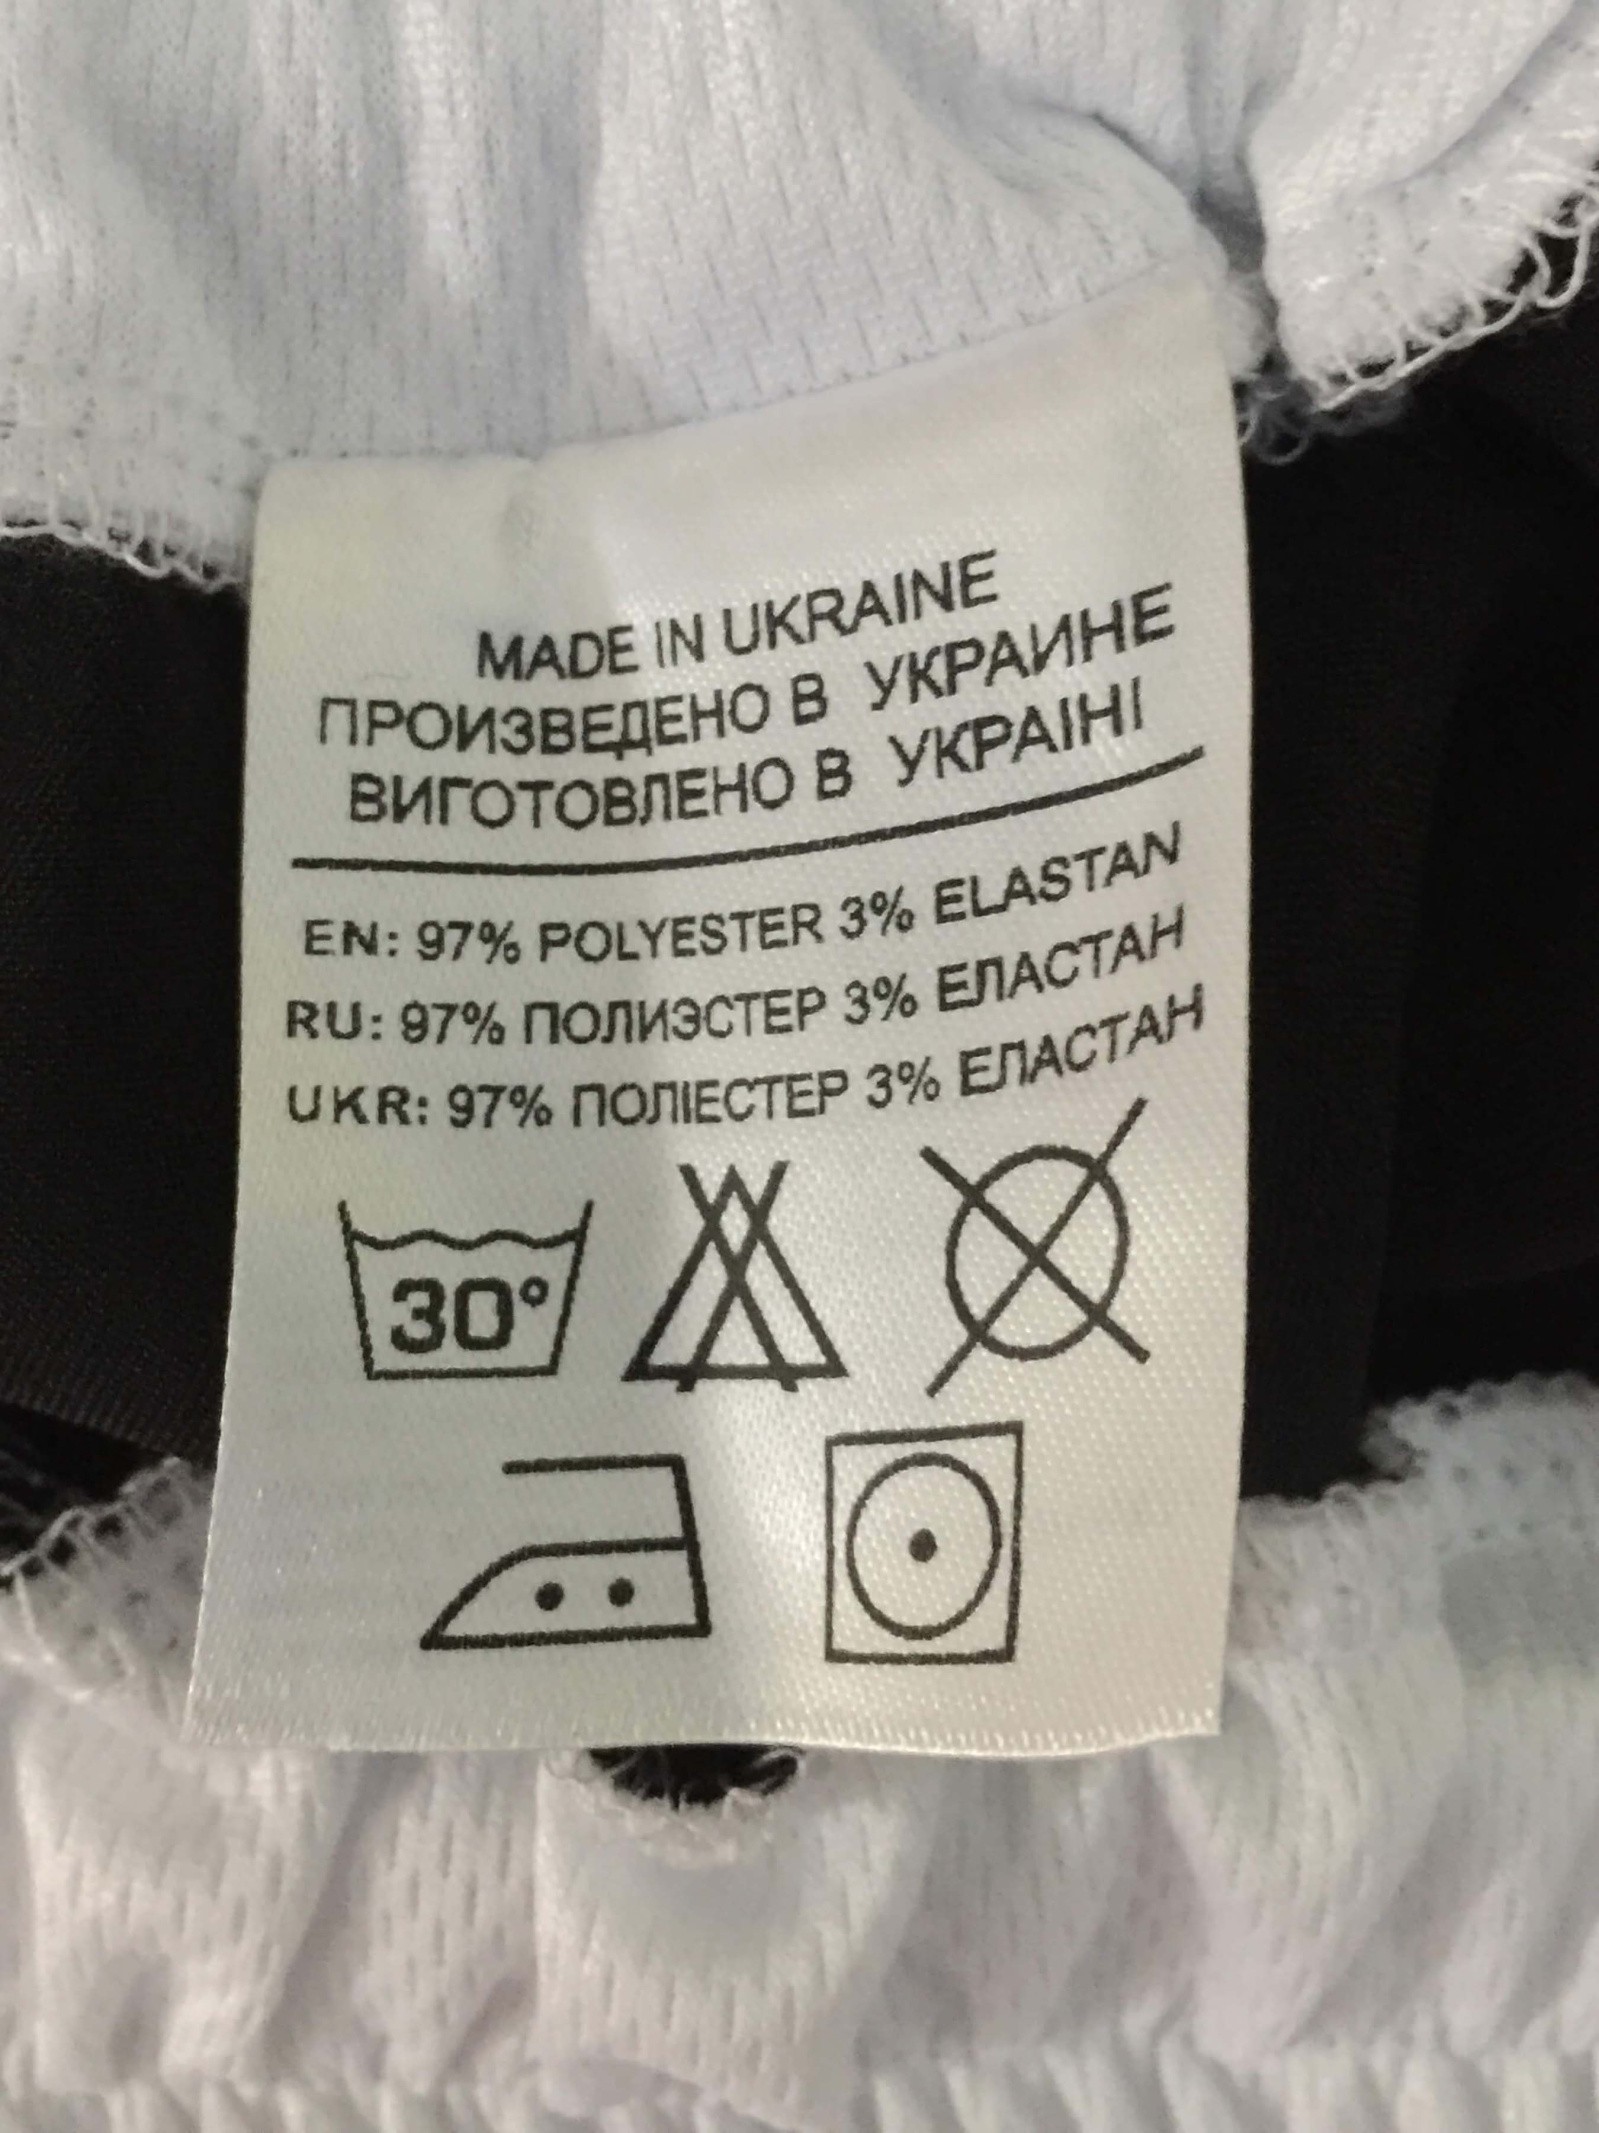 MADE IN UKRAINE
ПРОИЗВЕДЕНО В УКРАИНЕ
ВИГОТОВЛЕНО В УКРАІНІ
EN: 97% POLYESTER 3% ELASTAN
RU: 97% ПОЛИЭСТЕР 3% ЕЛАСТАН
UKR: 97% ПОЛІЕСТЕР 3% ЕЛАСТАН
30°